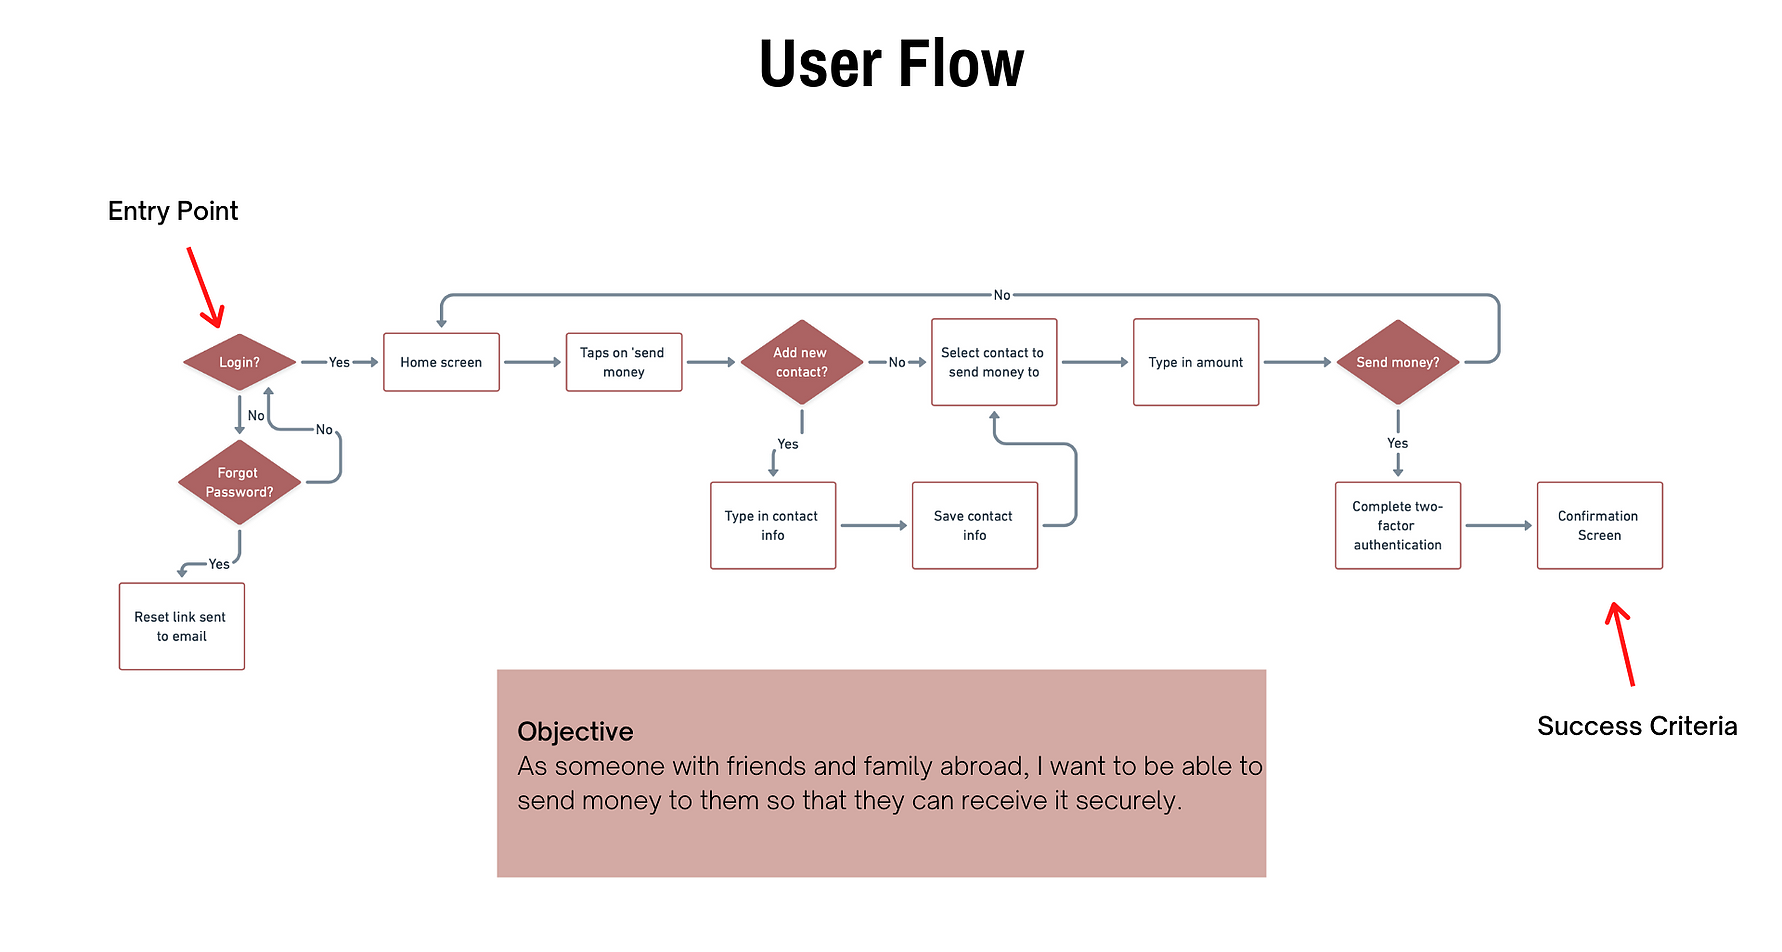 User Flow
Entry Point
No
Login?
Yes
Home screen
Taps on 'send
money
Add new
contact?
No
Select contact to
send money to
Type in amount
Send money?
No
No
Forgot
Password?
Yes
Reset link sent
to email
Yes
Type in contact
info
Save contact
info
Yes
Complete two-
factor
authentication
Confirmation
Screen
Success Criteria
Objective
As someone with friends and family abroad, I want to be able to
send money to them so that they can receive it securely.